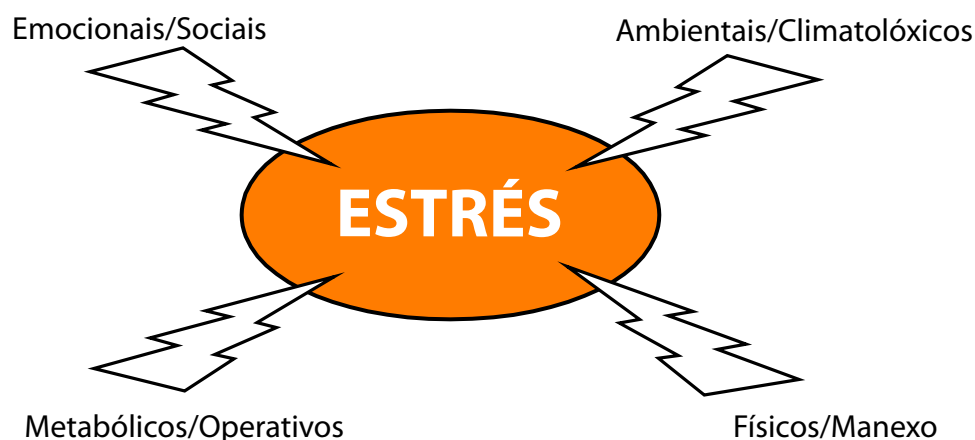 Emocionais/Sociais
Ambientais/Climatolóxicos
ESTRÉS
Metabólicos/Operativos
Físicos/Manexo